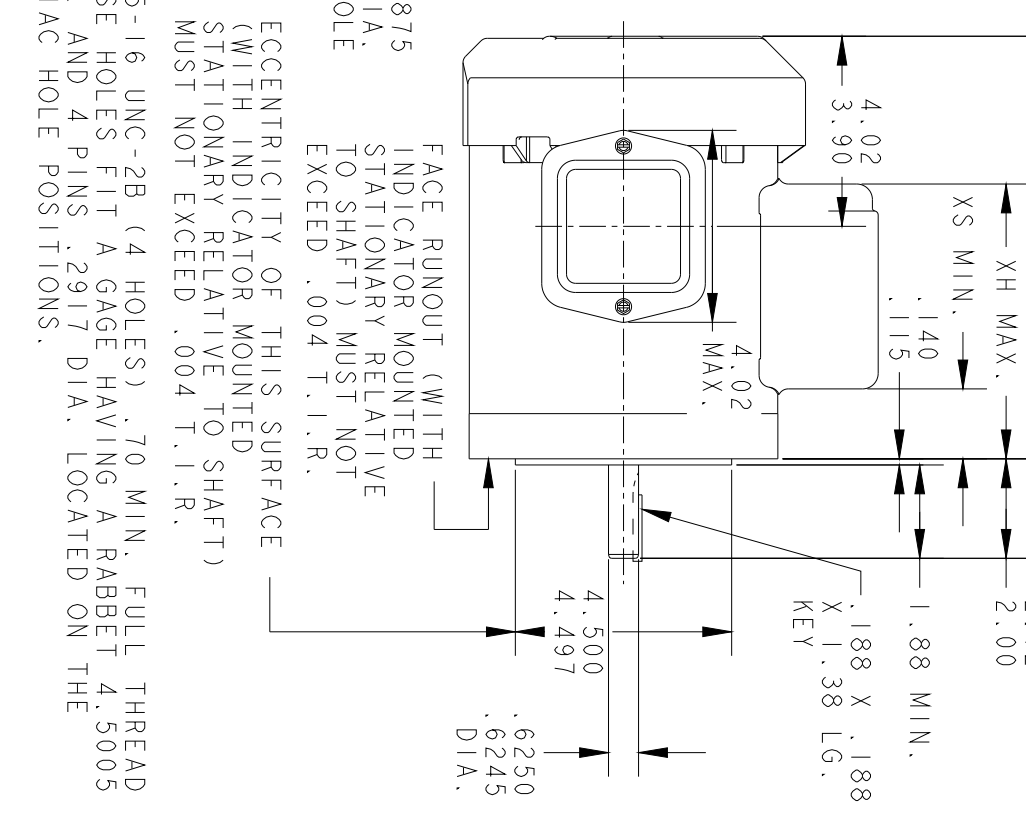 2.00
XH MAX.
XS MIN.
1.88 MIN.
.140
.115
4.02
3.90
.188 X .188
X 1.38 LG.
KEY
4.02
MAX.
4.500
4.497
.6250
.6245
DIA.
875
IA.
OLE
FACE RUNOUT (WITH
INDICATOR MOUNTED
STATIONARY RELATIVE
TO SHAFT) MUST NOT
EXCEED .004 T.I.R.
ECCENTRICITY OF THIS SURFACE
(WITH INDICATOR MOUNTED
STATIONARY RELATIVE TO SHAFT)
MUST NOT EXCEED .004 T.I.R.
5-16 UNC-2B (4 HOLES) .70 MIN. FULL THREAD
SE HOLES FIT A GAGE HAVING A RABBET 4.5005
AND 4 PINS .2917 DIA. LOCATED ON THE
AC HOLE POSITIONS.